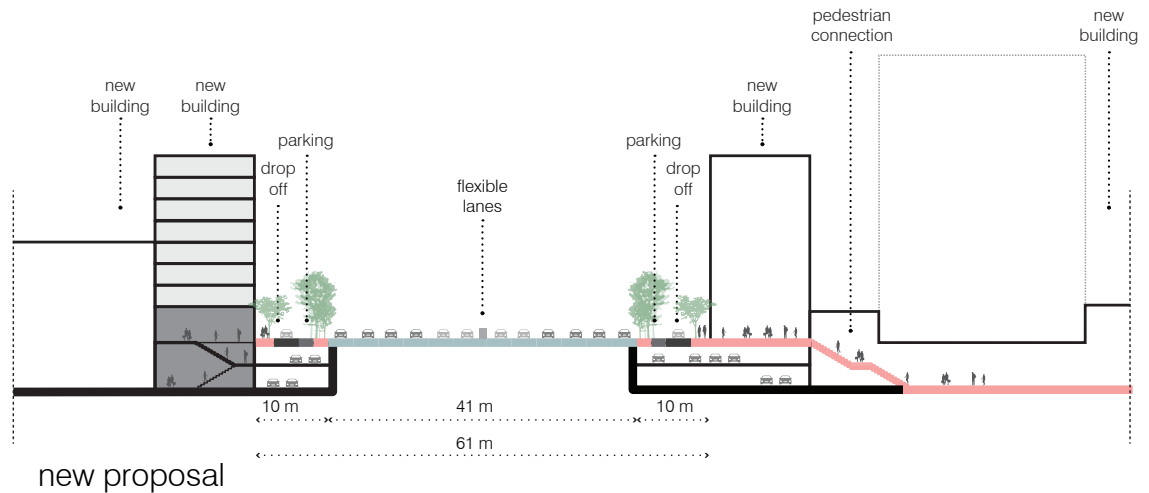 pedestrian
connection
new
building
new
building
new
building
new
building
parking
drop
off
flexible
lanes
parking
drop
off
10 m
41 m
10 m
61 m
new proposal